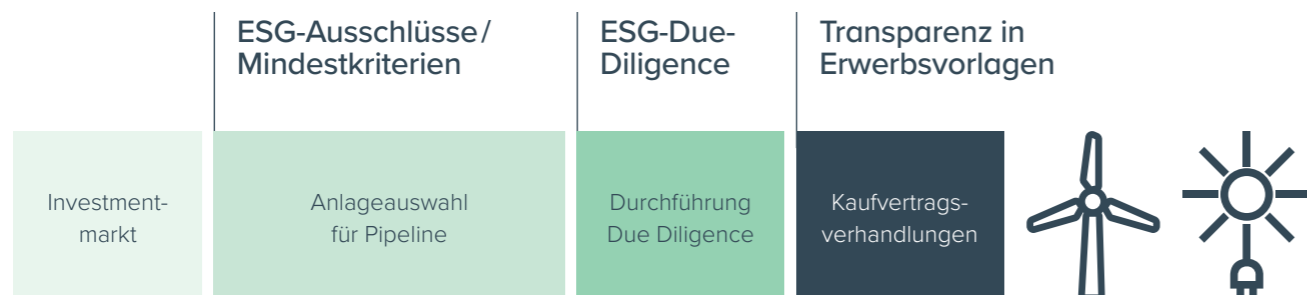 ESG-Ausschlüsse/
Mindestkriterien
ESG-Due-
Diligence
Transparenz in
Erwerbsvorlagen
Investment-
markt
Anlageauswahl
für Pipeline
Durchführung
Due Diligence
Kaufvertrags-
verhandlungen